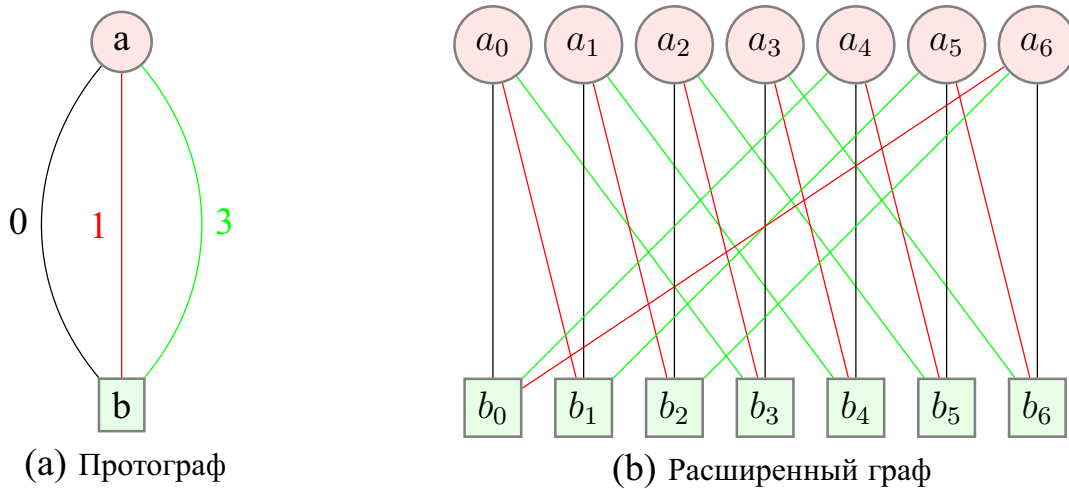 a
0 1 3
b
(a) Протограф
a₀ a₁ a₂ a₃ a₄ a₅ a₆
b₀ b₁ b₂ b₃ b₄ b₅ b₆
(b) Расширенный граф